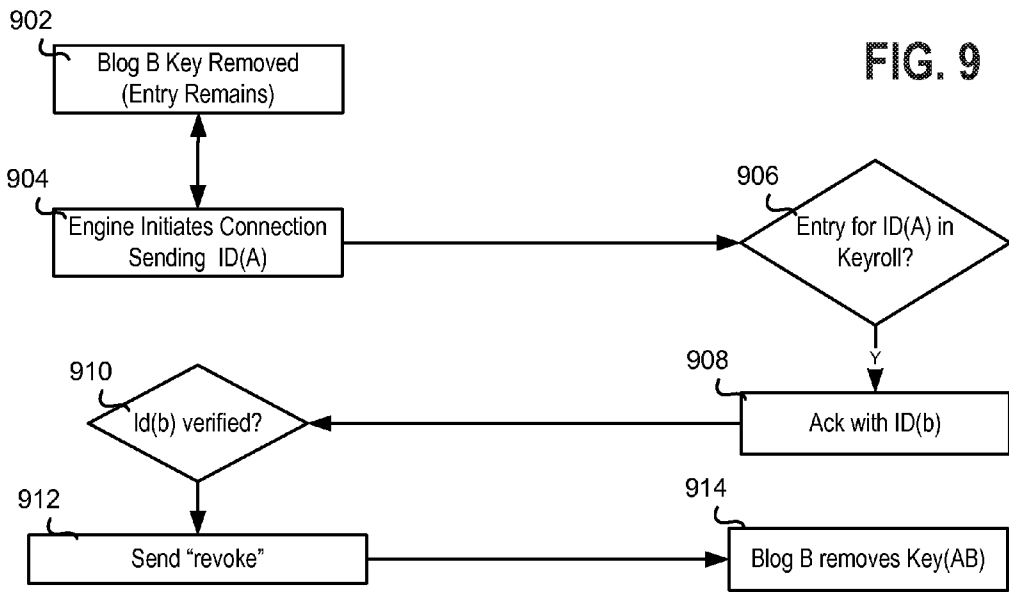 902
Blog B Key Removed
(Entry Remains)
FIG. 9
904
Engine Initiates Connection
Sending ID(A)
906
Entry for ID(A) in
Keyroll?
Y
908
Ack with ID(b)
910
Id(b) verified?
912
Send “revoke”
914
Blog B removes Key(AB)